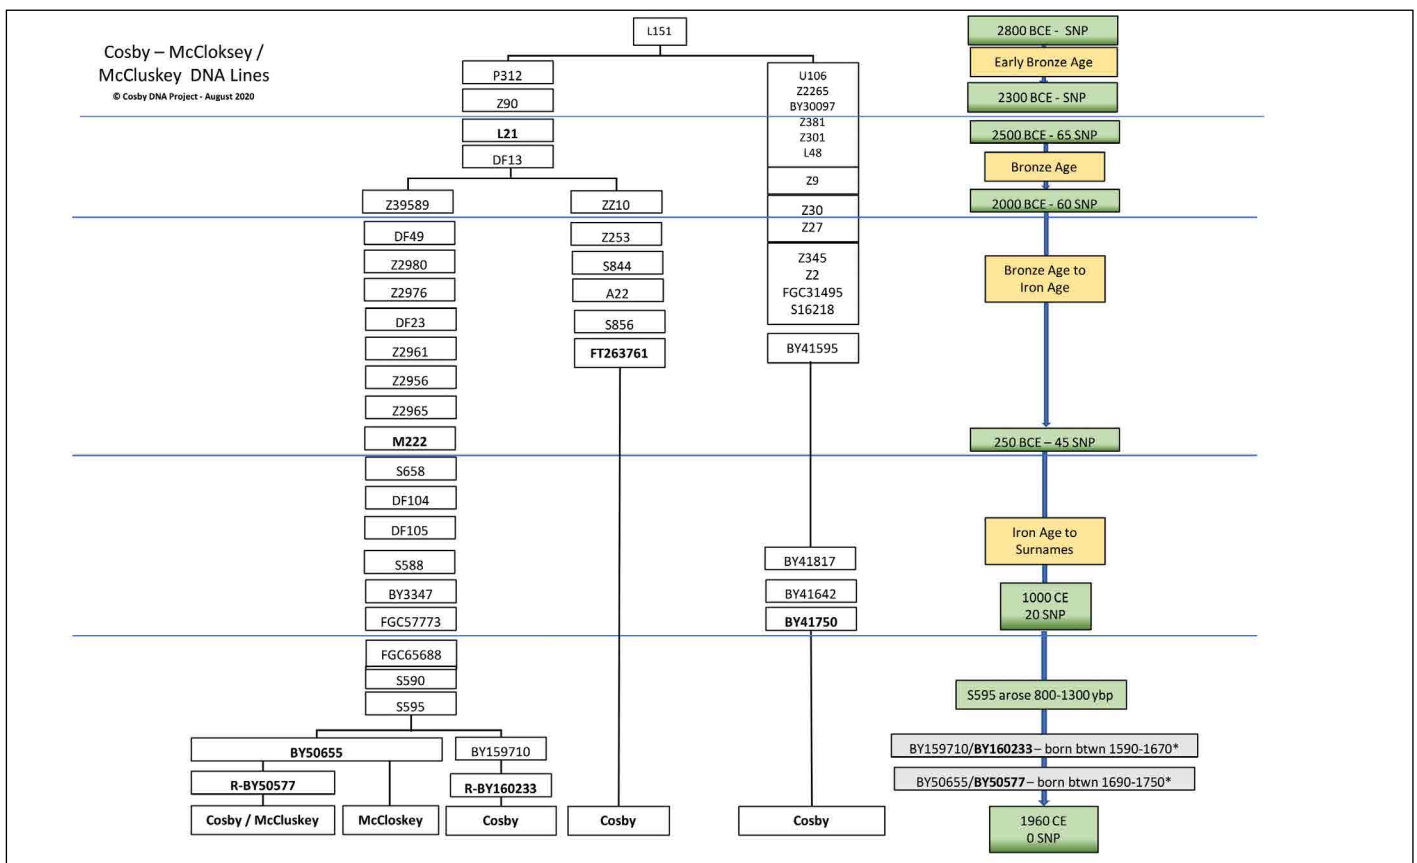 Cosby – McCloksey /
McCluskey DNA Lines
© Cosby DNA Project - August 2020
L151
P312
Z90
L21
DF13
Z39589
DF49
Z2980
Z2976
DF23
Z2961
Z2956
Z2965
M222
S658
DF104
DF105
S588
BY3347
FGC57773
FGC65688
S590
S595
BY50655
BY159710
R-BY50577
R-BY160233
Cosby / McCluskey
McCloskey
Cosby
ZZ10
Z253
S844
A22
S856
FT263761
Cosby
U106
Z2265
BY30097
Z381
Z301
L48
Z9
Z30
Z27
Z345
Z2
FGC31495
S16218
BY41595
BY41817
BY41642
BY41750
Cosby
2800 BCE - SNP
Early Bronze Age
2300 BCE - SNP
2500 BCE - 65 SNP
Bronze Age
2000 BCE - 60 SNP
Bronze Age to
Iron Age
250 BCE – 45 SNP
Iron Age to
Surnames
1000 CE
20 SNP
S595 arose 800-1300 ybp
BY159710/BY160233 – born btwn 1590-1670*
BY50655/BY50577 – born btwn 1690-1750*
1960 CE
0 SNP